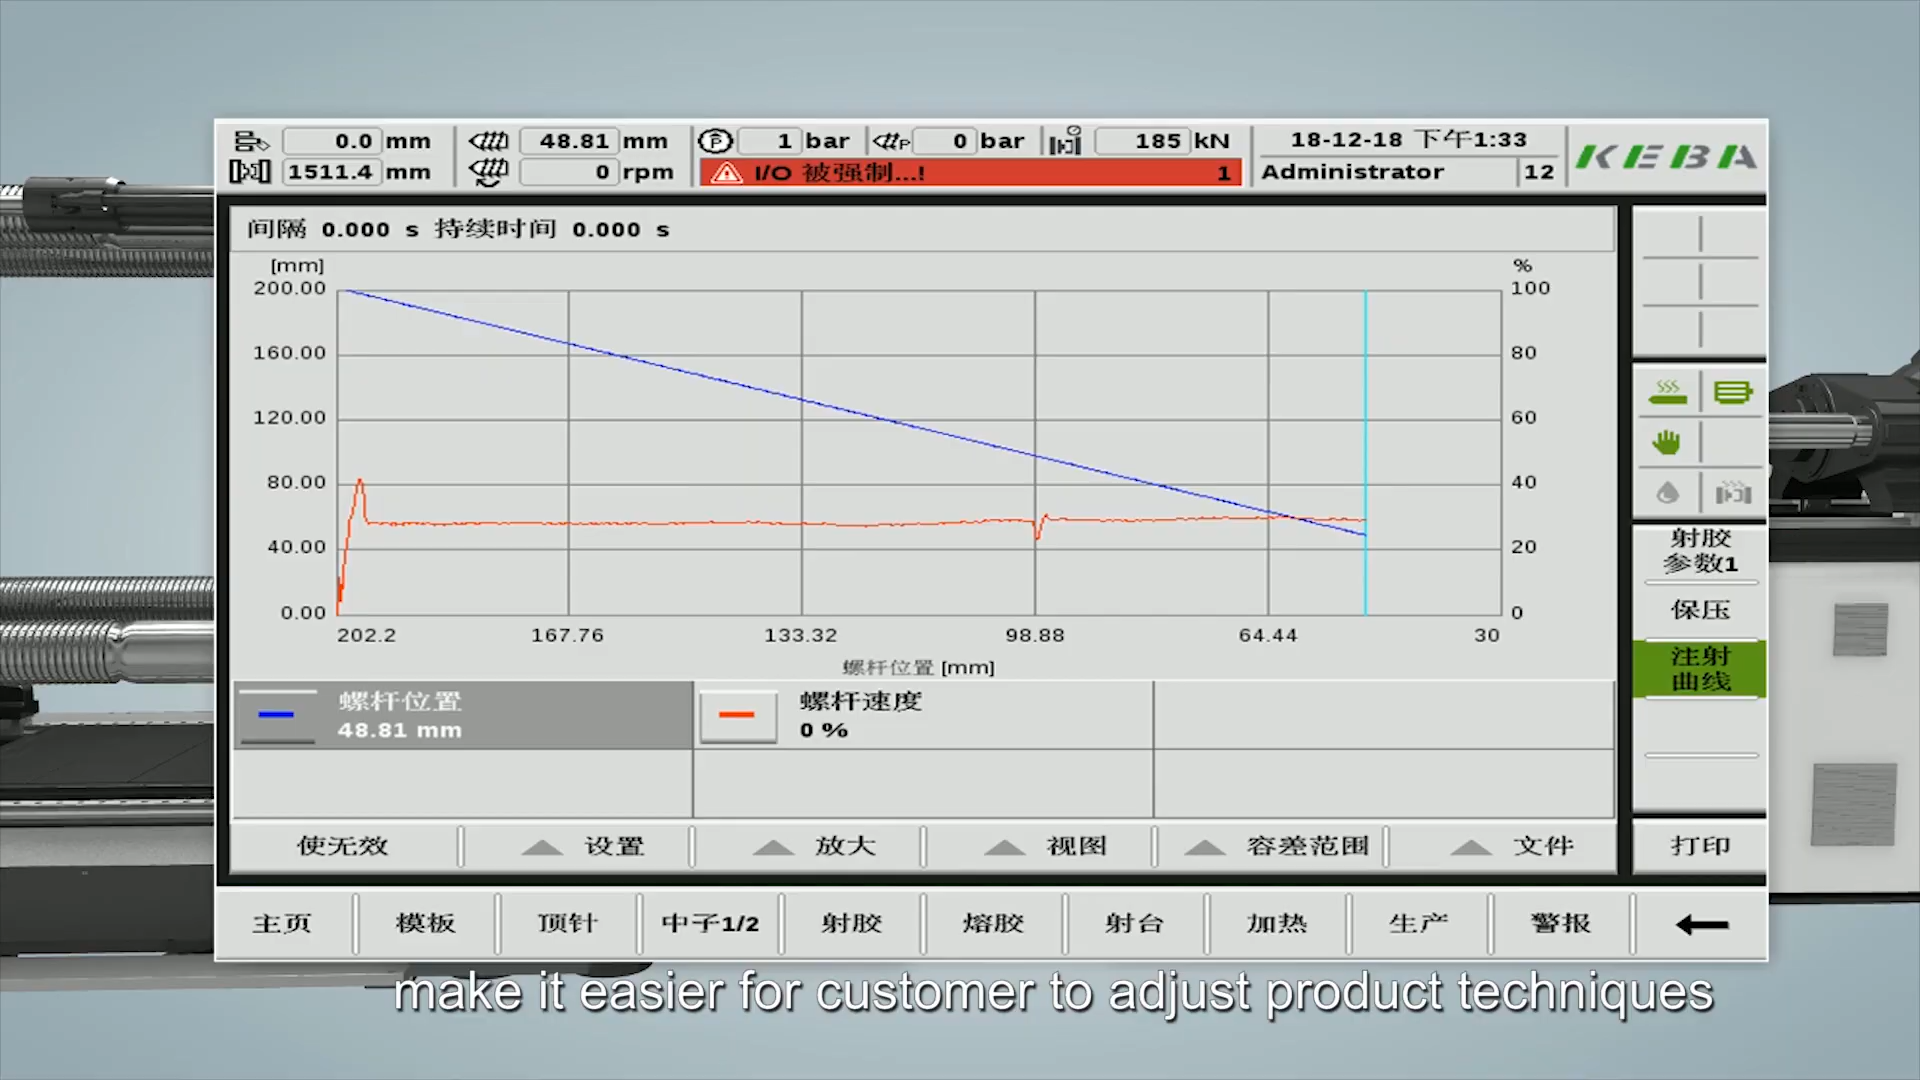 0.0 mm
1511.4 mm
48.81 mm
0 rpm
P 1 bar
P 0 bar
185 kN
I/O 被强制...! 1
18-12-18 下午1:33
Administrator 12
KEBA
间隔 0.000 s 持续时间 0.000 s
[mm]
%
200.00
160.00
120.00
80.00
40.00
0.00
100
80
60
40
20
0
202.2 167.76 133.32 98.88 64.44 30
螺杆位置 [mm]
螺杆位置
48.81 mm
螺杆速度
0 %
使无效 设置 放大 视图 容差范围 文件
射胶
参数1
保压
注射
曲线
打印
主页 模板 顶针 中子1/2 射胶 熔胶 射台 加热 生产 警报
make it easier for customer to adjust product techniques